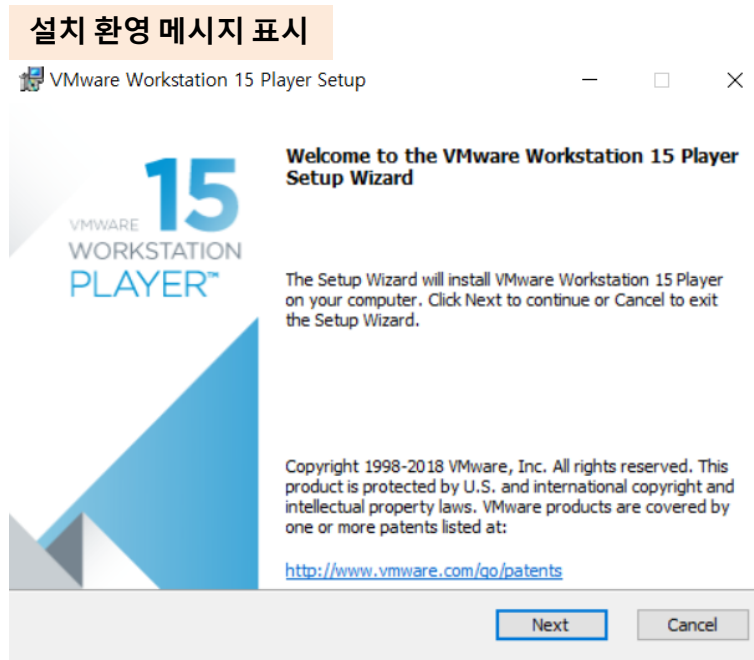 설치 환영 메시지 표시
VMware Workstation 15 Player Setup
VMWARE 15
WORKSTATION
PLAYER™
Welcome to the VMware Workstation 15 Player
Setup Wizard
The Setup Wizard will install VMware Workstation 15 Player
on your computer. Click Next to continue or Cancel to exit
the Setup Wizard.
Copyright 1998-2018 VMware, Inc. All rights reserved. This
product is protected by U.S. and international copyright and
intellectual property laws. VMware products are covered by
one or more patents listed at:
http://www.vmware.com/go/patents
Next Cancel